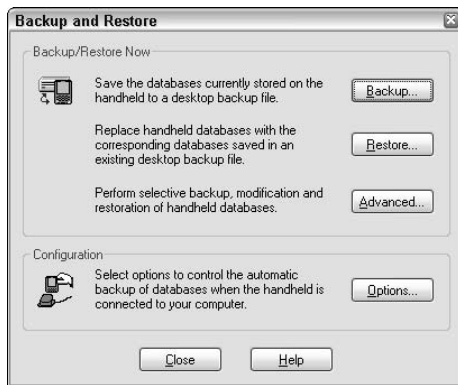 Backup and Restore
Backup/Restore Now
Save the databases currently stored on the
handheld to a desktop backup file.
Backup...
Replace handheld databases with the
corresponding databases saved in an
existing desktop backup file.
Restore...
Perform selective backup, modification and
restoration of handheld databases.
Advanced...
Configuration
Select options to control the automatic
backup of databases when the handheld is
connected to your computer.
Options...
Close
Help